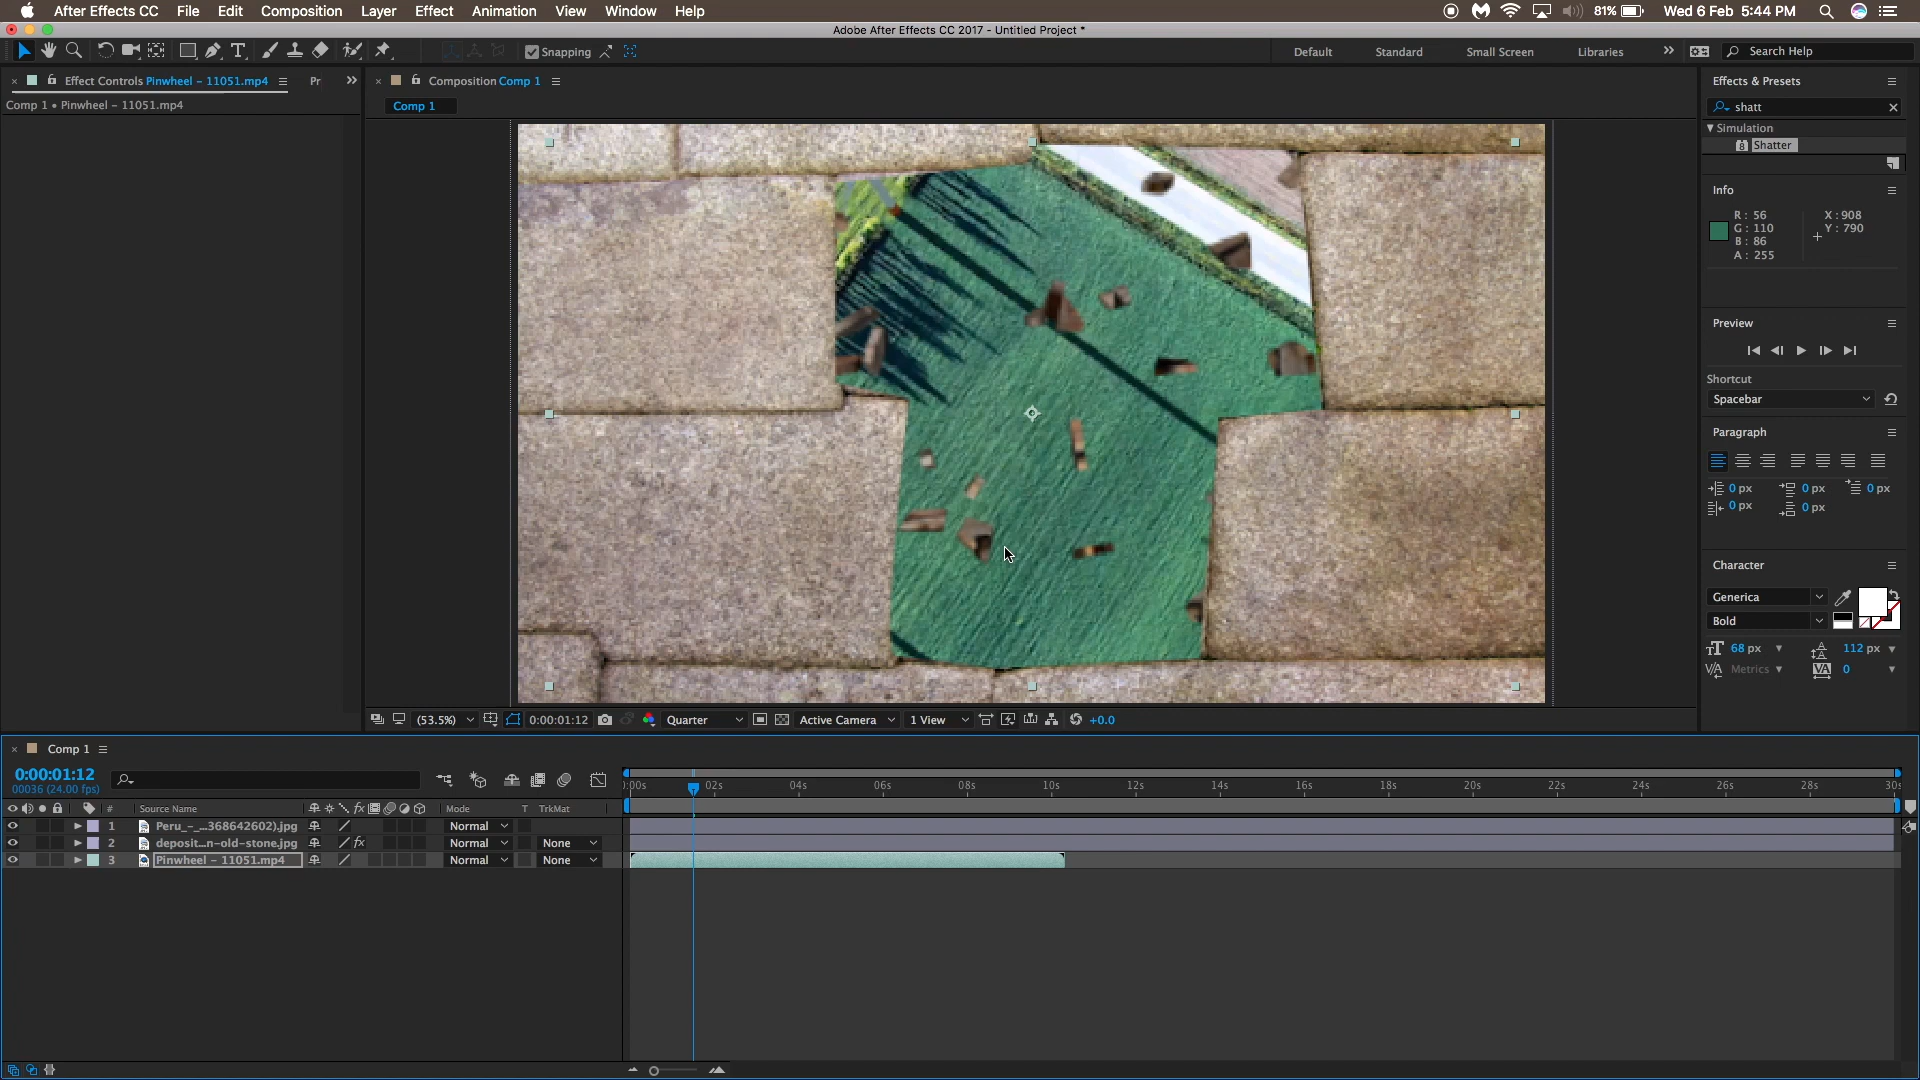 After Effects CC File Edit Composition Layer Effect Animation View Window Help 81% Wed 6 Feb 5:44 PM
Adobe After Effects CC 2017 - Untitled Project *
Snapping Default Standard Small Screen Libraries Search Help
Effect Controls Pinwheel - 11051.mp4 Pr
Composition Comp 1
Effects & Presets
Comp 1 • Pinwheel - 11051.mp4
Comp 1
shatt
Simulation
Shatter
Info
R: 56 X: 908
G: 110 Y: 790
B: 86
A: 255
Preview
Shortcut
Spacebar
Paragraph
0 px 0 px 0 px
0 px 0 px
Character
Generica
Bold
68 px 112 px
Metrics 0
(53.5%) 0:00:01:12 Quarter Active Camera 1 View +0.0
Comp 1
0:00:01:12
00036 (24.00 fps)
):00s 02s 04s 06s 08s 10s 12s 14s 16s 18s 20s 22s 24s 26s 28s 30s
# Source Name fx Mode T TrkMat
1 Peru_-_...368642602).jpg Normal
2 deposit...n-old-stone.jpg fx Normal None
3 Pinwheel - 11051.mp4 Normal None